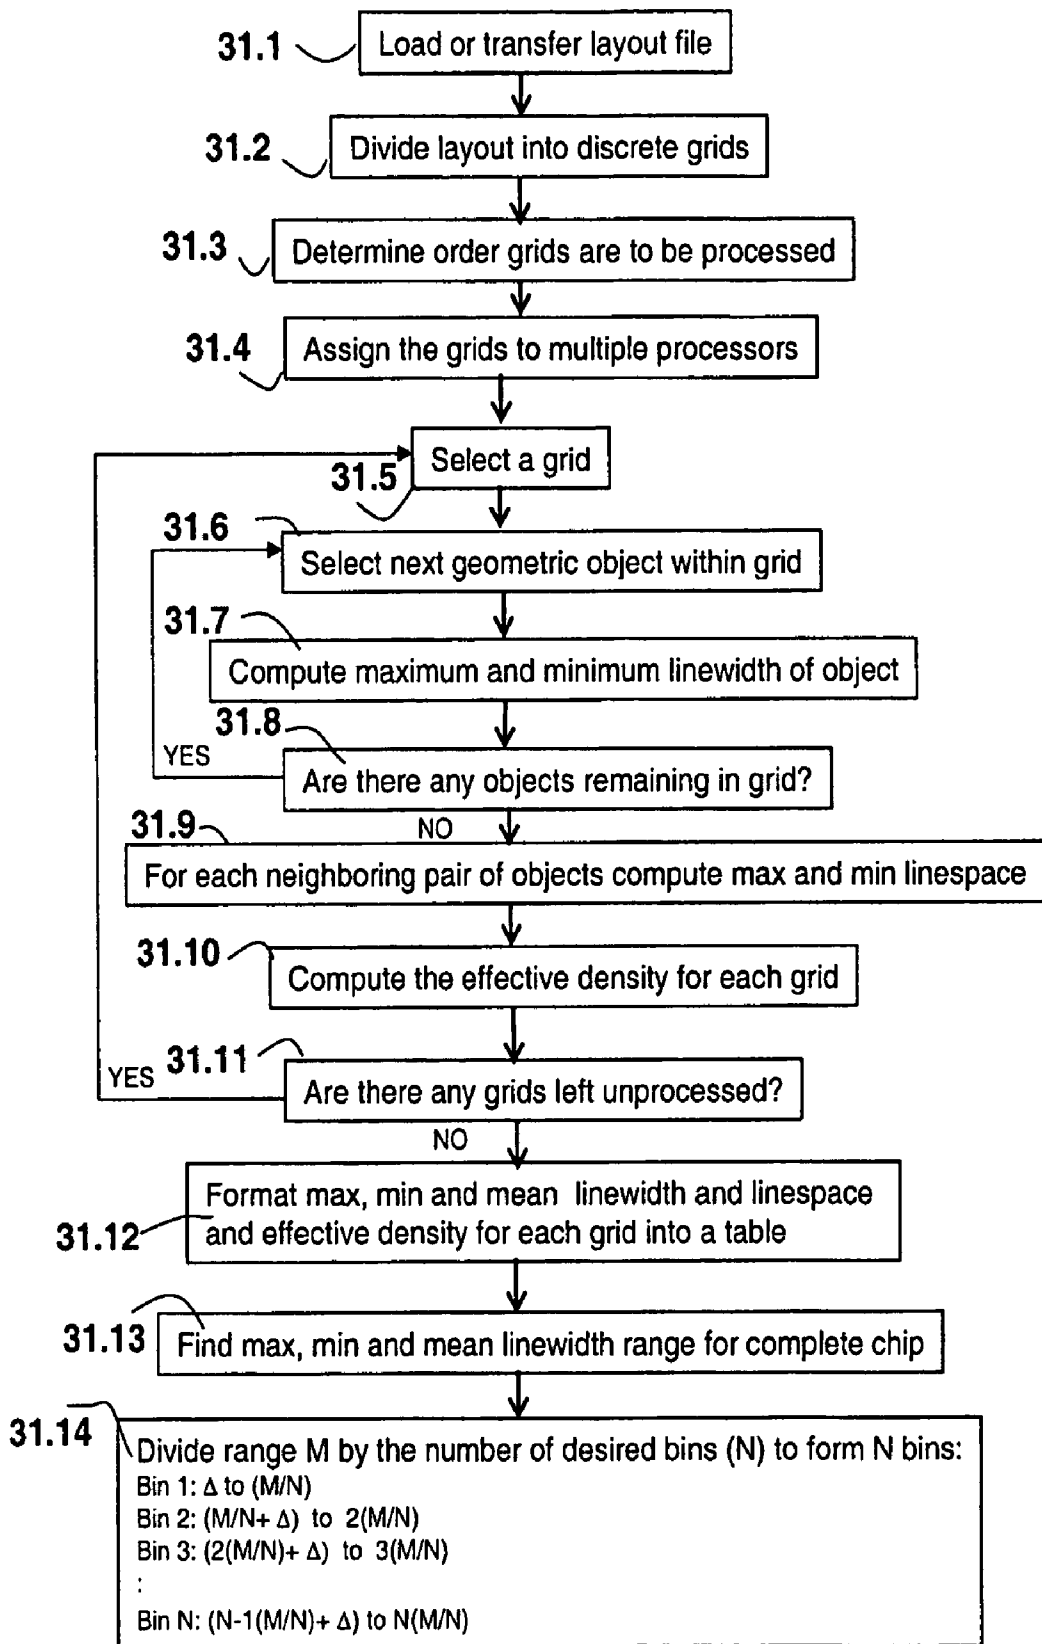 31.1
Load or transfer layout file
31.2
Divide layout into discrete grids
31.3
Determine order grids are to be processed
31.4
Assign the grids to multiple processors
31.5
Select a grid
31.6
Select next geometric object within grid
31.7
Compute maximum and minimum linewidth of object
31.8
YES
Are there any objects remaining in grid?
NO
31.9
For each neighboring pair of objects compute max and min linespace
31.10
Compute the effective density for each grid
31.11
YES
Are there any grids left unprocessed?
NO
31.12
Format max, min and mean linewidth and linespace
and effective density for each grid into a table
31.13
Find max, min and mean linewidth range for complete chip
31.14
Divide range M by the number of desired bins (N) to form N bins:
Bin 1: Δ to (M/N)
Bin 2: (M/N+ Δ) to 2(M/N)
Bin 3: (2(M/N)+ Δ) to 3(M/N)
:
Bin N: (N-1(M/N)+ Δ) to N(M/N)